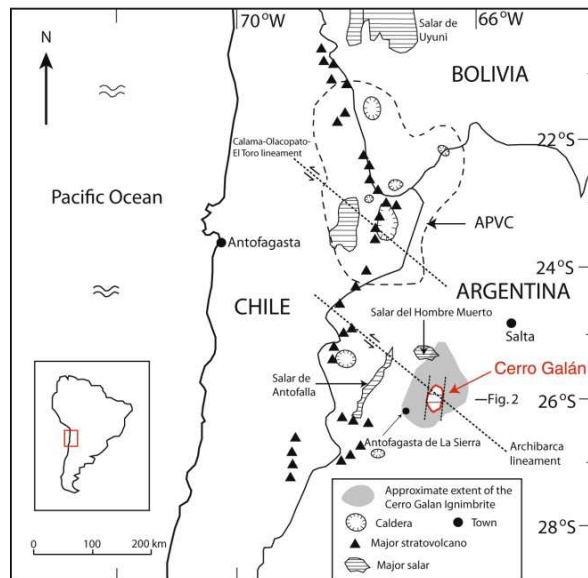 70°W
66°W
N
Salar de
Uyuni
BOLIVIA
22°S
Calama-Olacopato-
El Toro lineament
Pacific Ocean
APVC
Antofagasta
24°S
CHILE
ARGENTINA
Salar del Hombre Muerto
Salta
Cerro Galán
Salar de
Antofalla
Fig. 2
26°S
Antofagasta de La Sierra
Archibarca
lineament
Approximate extent of the
Cerro Galan Ignimbrite
Caldera
Town
Major stratovolcano
Major salar
28°S
0
100
200 km